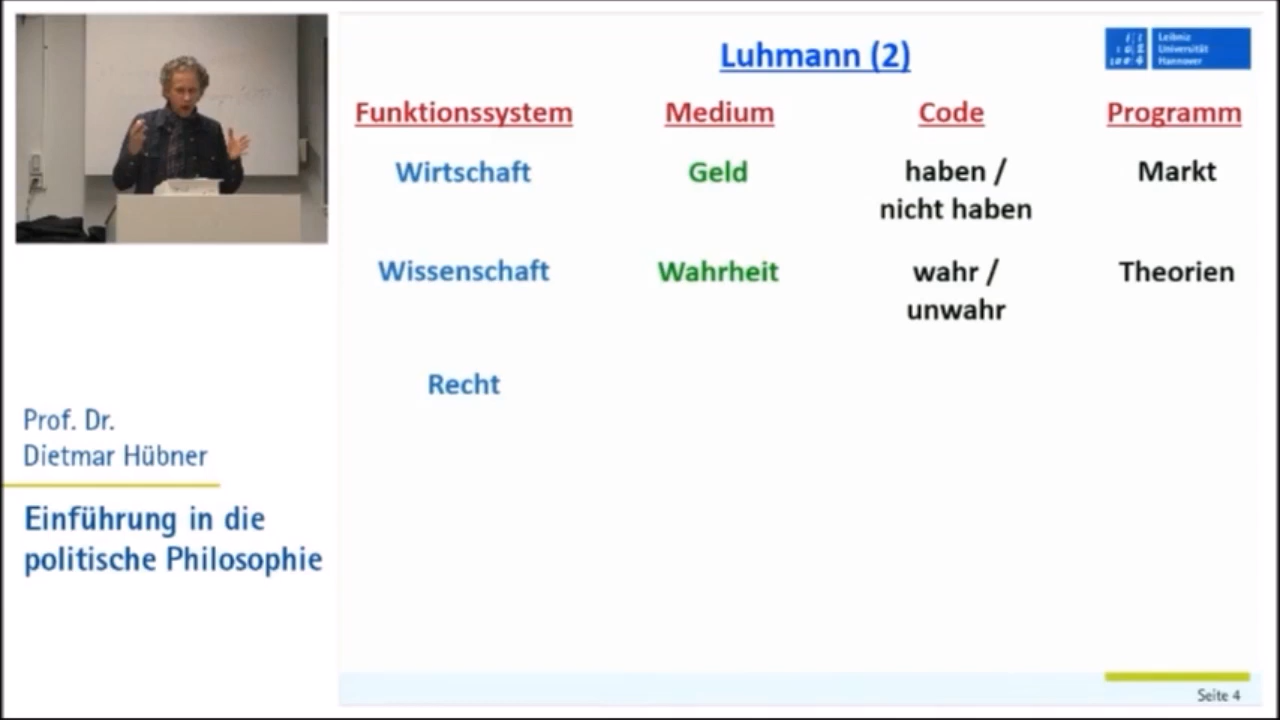 Luhmann (2)
Leibniz
Universität
Hannover
Funktionssystem Medium Code Programm
Wirtschaft Geld haben / Markt
nicht haben
Wissenschaft Wahrheit wahr / Theorien
unwahr
Recht
Prof. Dr.
Dietmar Hübner
Einführung in die
politische Philosophie
Seite 4